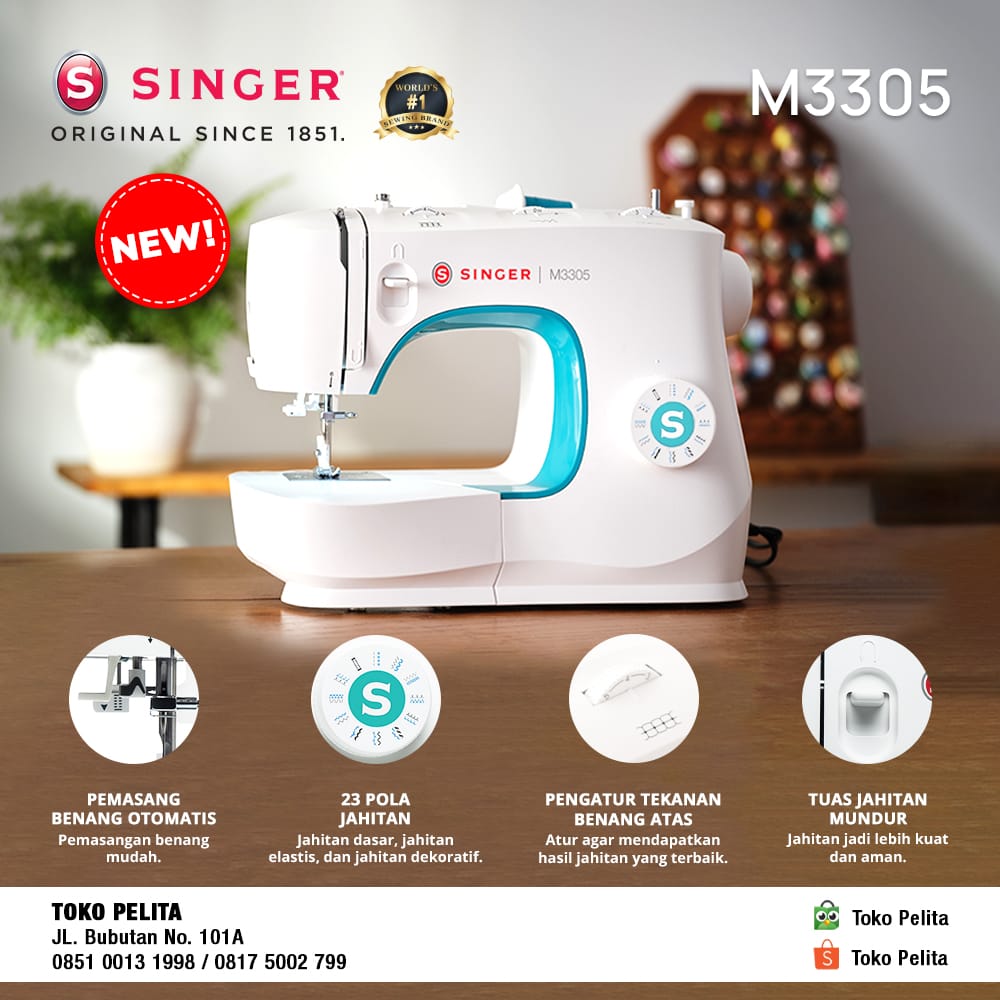 S SINGER
ORIGINAL SINCE 1851.
WORLD'S
#1
SEWING BRAND
M3305
NEW!
S SINGER | M3305
S
S
PEMASANG
BENANG OTOMATIS
Pemasangan benang
mudah.
23 POLA
JAHITAN
Jahitan dasar, jahitan
elastis, dan jahitan dekoratif.
PENGATUR TEKANAN
BENANG ATAS
Atur agar mendapatkan
hasil jahitan yang terbaik.
TUAS JAHITAN
MUNDUR
Jahitan jadi lebih kuat
dan aman.
TOKO PELITA
JL. Bubutan No. 101A
0851 0013 1998 / 0817 5002 799
Toko Pelita
S Toko Pelita